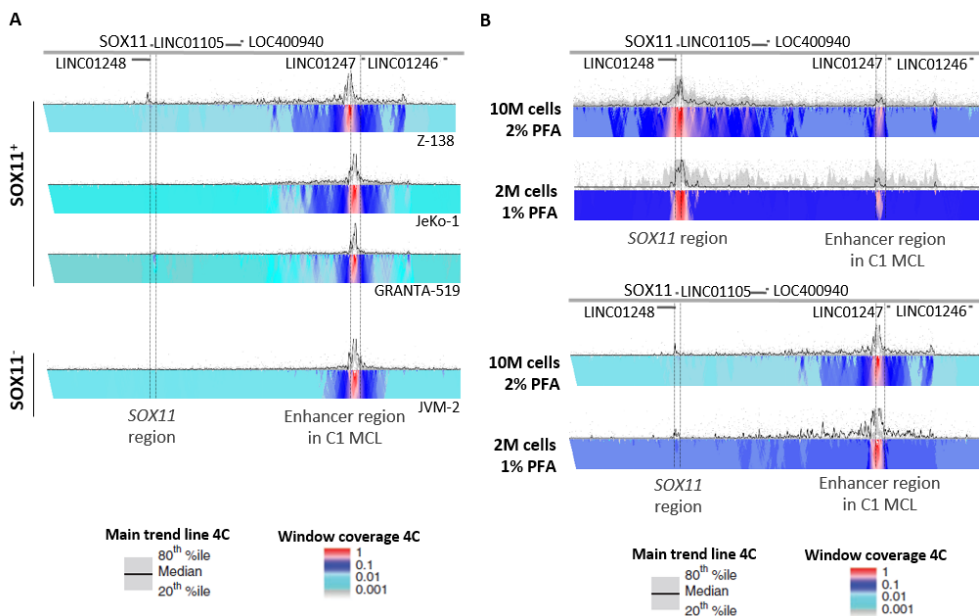 A
SOX11 LINC01105 LOC400940
LINC01248 LINC01247 LINC01246
SOX11⁺
Z-138
JeKo-1
GRANTA-519
SOX11⁻
JVM-2
SOX11
region
Enhancer region
in C1 MCL
Main trend line 4C
80th %ile
Median
20th %ile
Window coverage 4C
1
0.1
0.01
0.001
B
SOX11 LINC01105 LOC400940
LINC01248 LINC01247 LINC01246
10M cells
2% PFA
2M cells
1% PFA
SOX11 region
Enhancer region
in C1 MCL
SOX11 LINC01105 LOC400940
LINC01248 LINC01247 LINC01246
10M cells
2% PFA
2M cells
1% PFA
SOX11
region
Enhancer region
in C1 MCL
Main trend line 4C
80th %ile
Median
20th %ile
Window coverage 4C
1
0.1
0.01
0.001